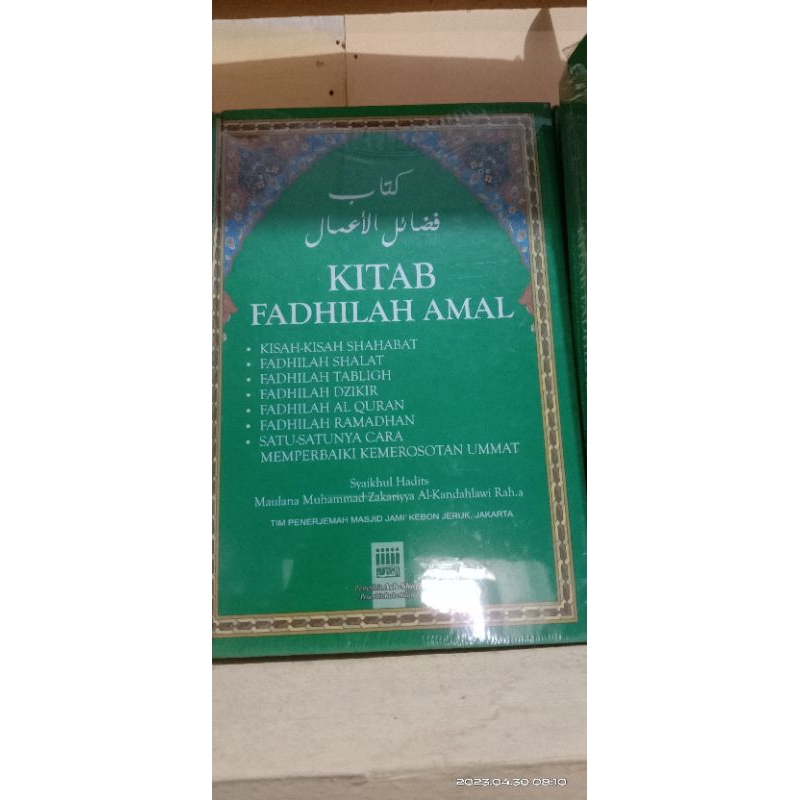 كتاب
فضائل الأعمال
KITAB
FADHILAH AMAL
• KISAH-KISAH SHAHABAT
• FADHILAH SHALAT
• FADHILAH TABLIGH
• FADHILAH DZIKIR
• FADHILAH AL QURAN
• FADHILAH RAMADHAN
• SATU-SATUNYA CARA
MEMPERBAIKI KEMEROSOTAN UMMAT
Syaikhul Hadits
Maulana Muhammad Zakariyya Al-Kandahlawi Rah.a
TIM PENERJEMAH MASJID JAMI' KEBON JERUK, JAKARTA
2023.04.30 08:10